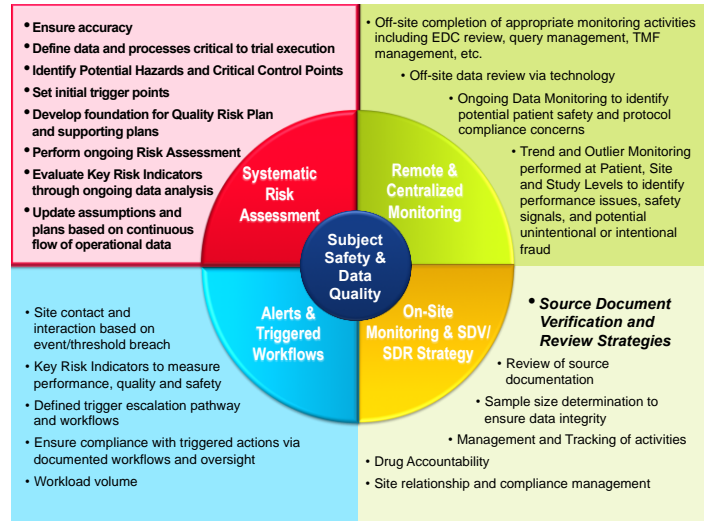 • Ensure accuracy
• Define data and processes critical to trial execution
• Identify Potential Hazards and Critical Control Points
• Set initial trigger points
• Develop foundation for Quality Risk Plan
and supporting plans
• Perform ongoing Risk Assessment
• Evaluate Key Risk Indicators
through ongoing data analysis
• Update assumptions and
plans based on continuous
flow of operational data
Systematic
Risk
Assessment
• Off-site completion of appropriate monitoring activities
including EDC review, query management, TMF
management, etc.
• Off-site data review via technology
• Ongoing Data Monitoring to identify
potential patient safety and protocol
compliance concerns
• Trend and Outlier Monitoring
performed at Patient, Site
and Study Levels to identify
performance issues, safety
signals, and potential
unintentional or intentional
fraud
Remote &
Centralized
Monitoring
Subject
Safety &
Data
Quality
Alerts &
Triggered
Workflows
• Site contact and
interaction based on
event/threshold breach
• Key Risk Indicators to measure
performance, quality and safety
• Defined trigger escalation pathway
and workflows
• Ensure compliance with triggered actions via
documented workflows and oversight
• Workload volume
On-Site
Monitoring & SDV/
SDR Strategy
• Source Document
Verification and
Review Strategies
• Review of source
documentation
• Sample size determination to
ensure data integrity
• Management and Tracking of activities
• Drug Accountability
• Site relationship and compliance management